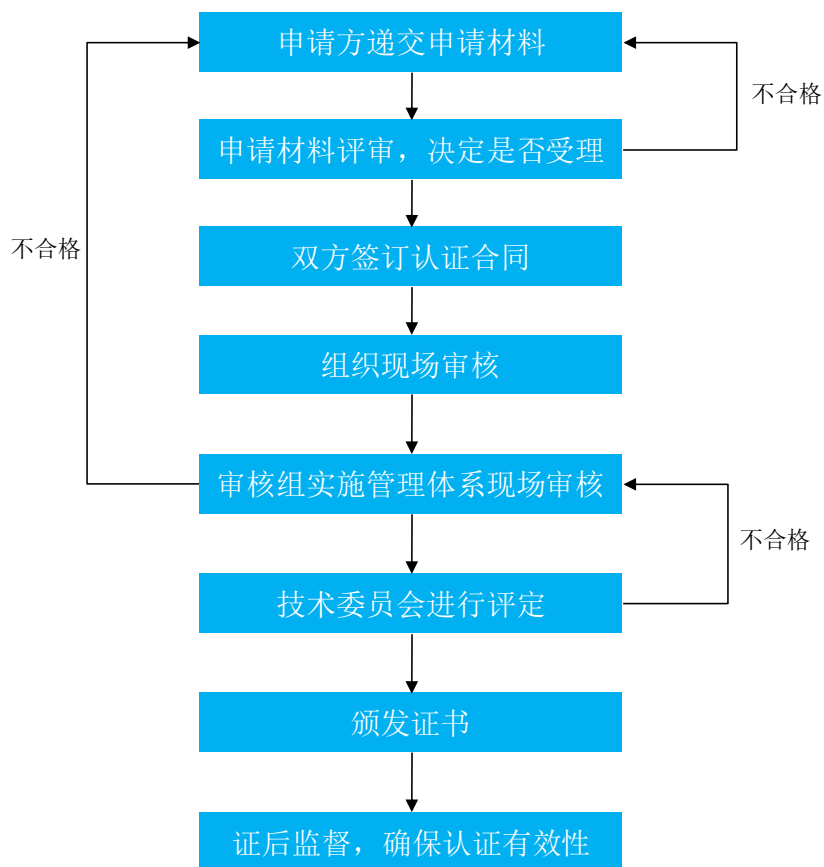 申请方递交申请材料
不合格
申请材料评审，决定是否受理
不合格
双方签订认证合同
组织现场审核
审核组实施管理体系现场审核
不合格
技术委员会进行评定
颁发证书
证后监督，确保认证有效性